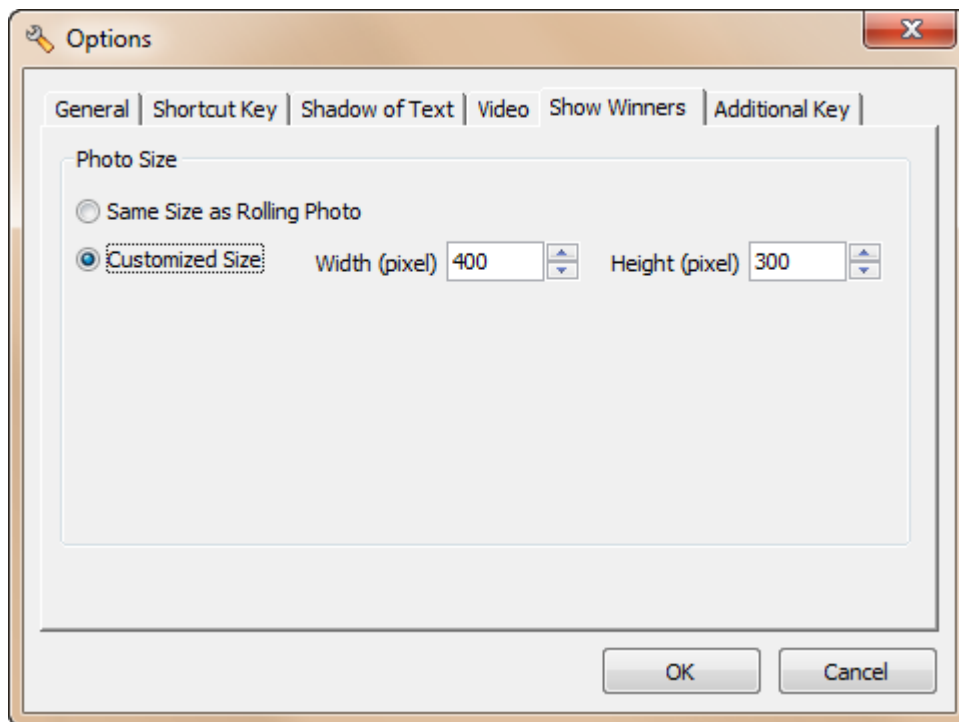 Options
General Shortcut Key Shadow of Text Video Show Winners Additional Key
Photo Size
Same Size as Rolling Photo
Customized Size Width (pixel) 400 Height (pixel) 300
OK Cancel